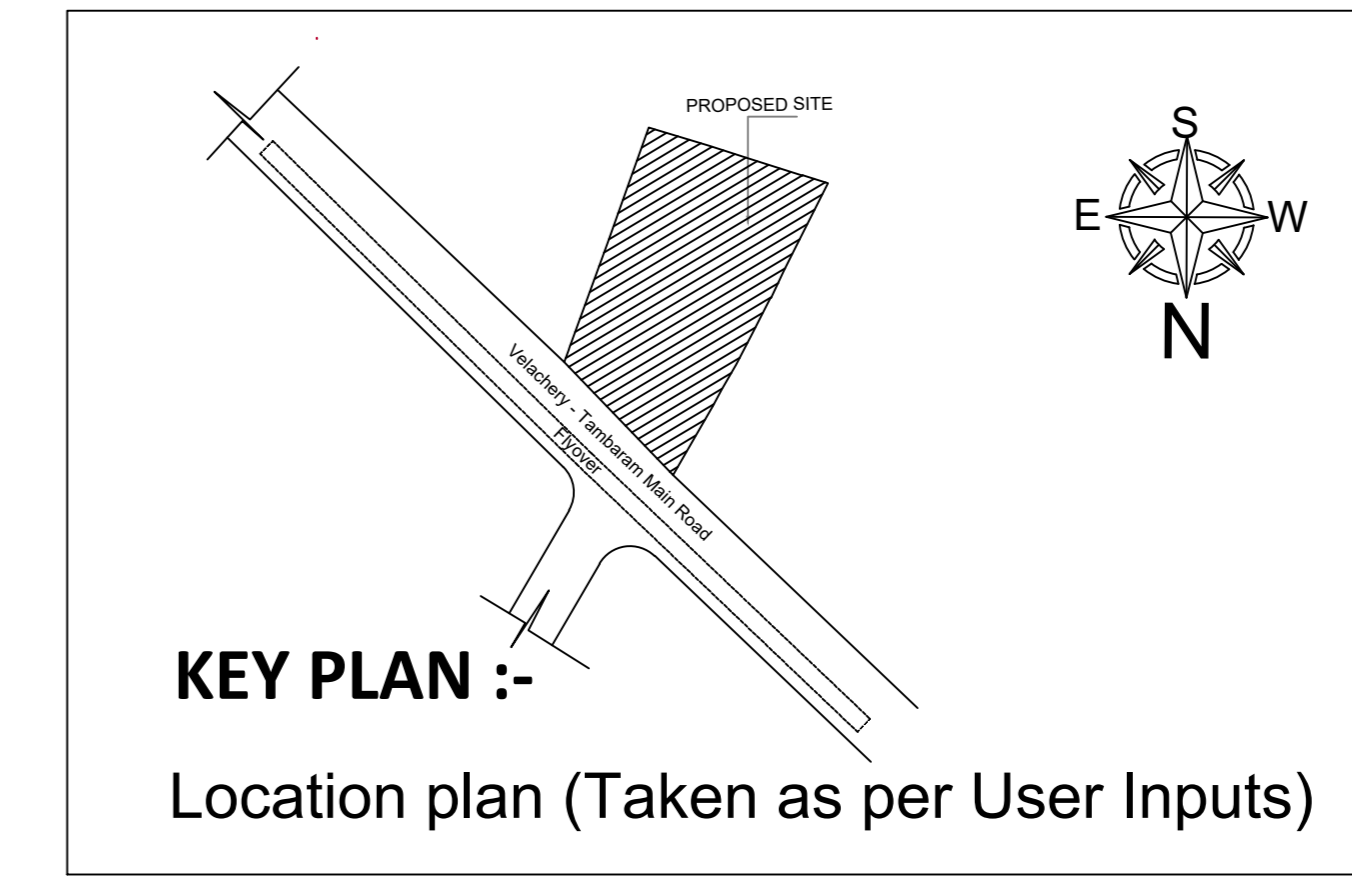 PROPOSED SITE
S
E
W
N
Velachery - Tambaram Main Road
Flyover
KEY PLAN :-
Location plan (Taken as per User Inputs)